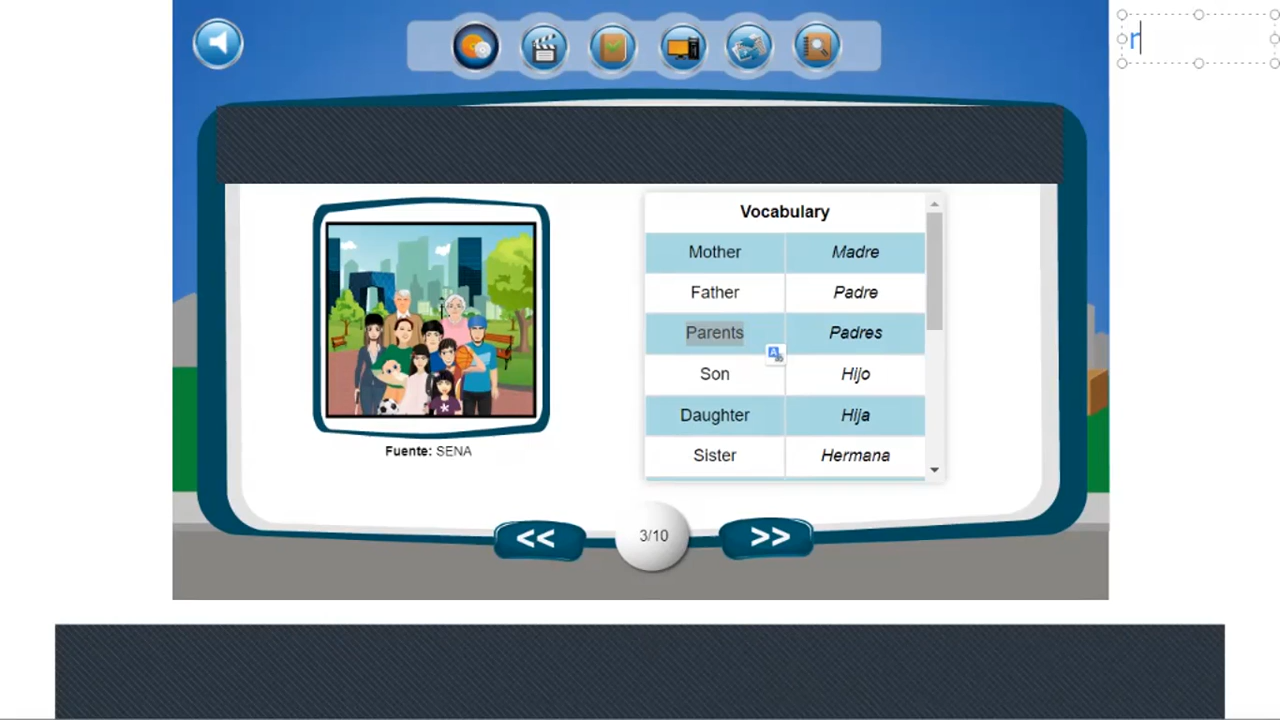 r
Vocabulary
Mother Madre
Father Padre
Parents Padres
Son Hijo
Daughter Hija
Sister Hermana
Fuente: SENA
<< 3/10 >>